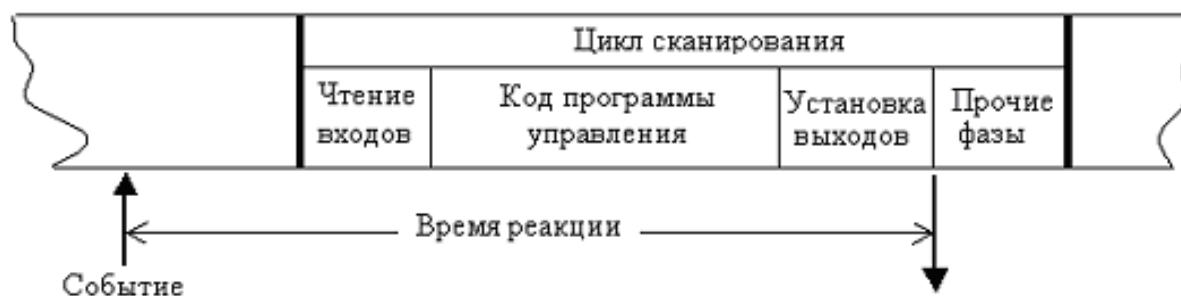 Цикл сканирования
Чтение
входов
Код программы
управления
Установка
выходов
Прочие
фазы
Время реакции
Событие